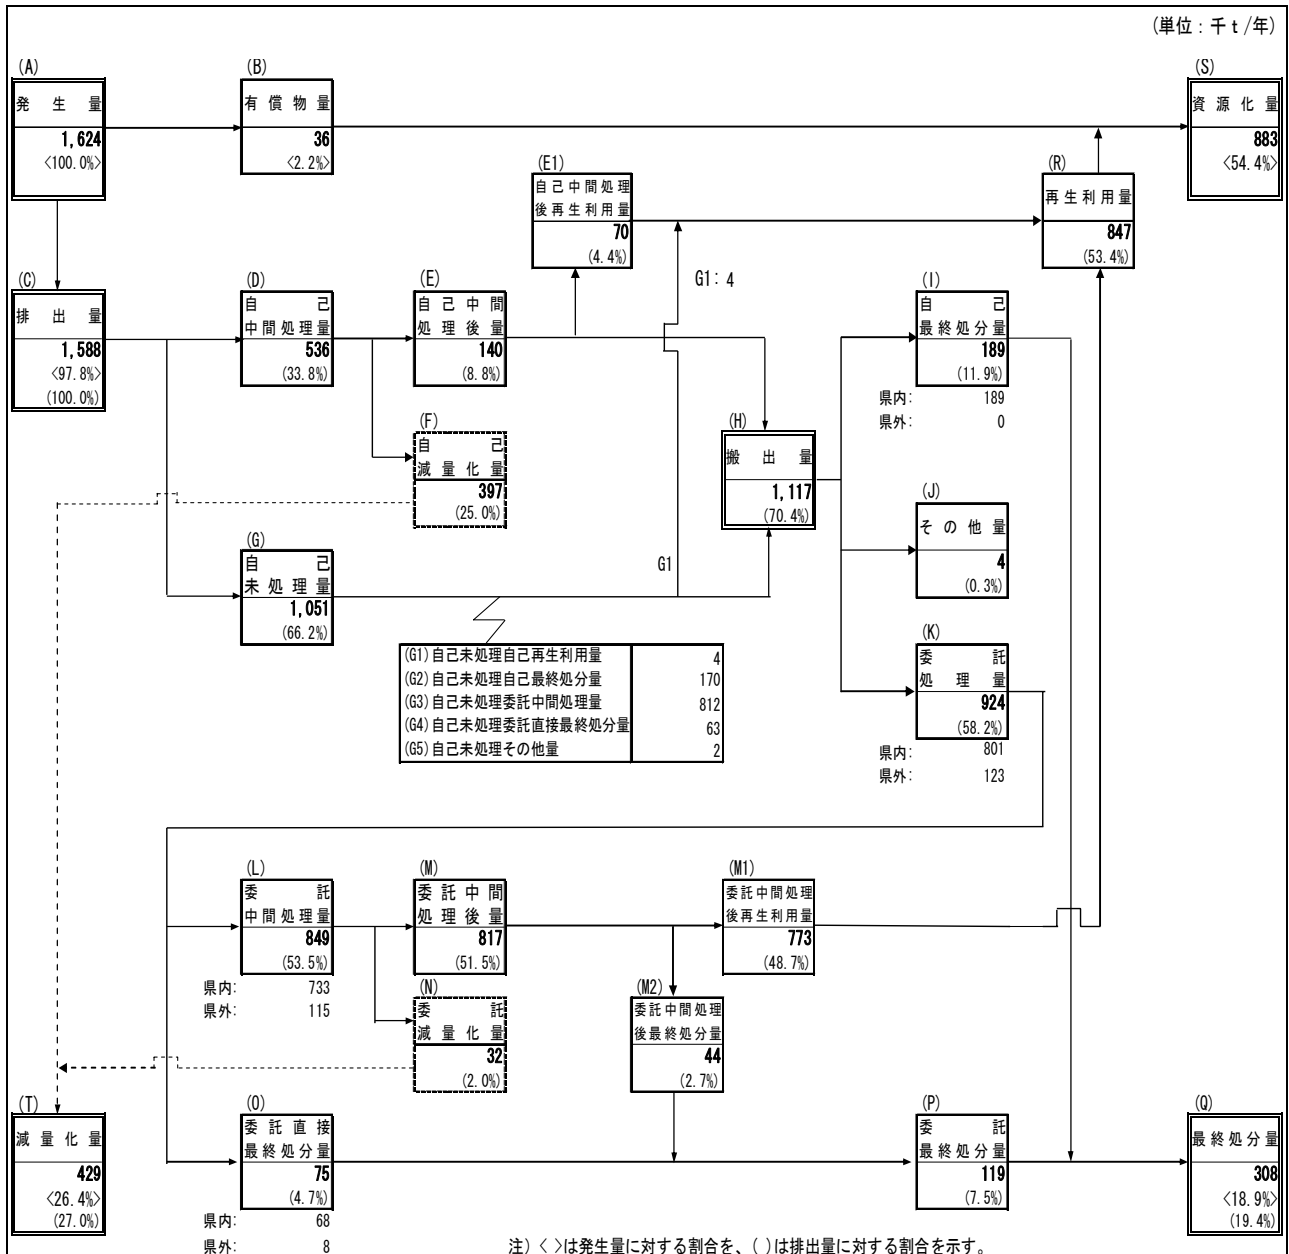 (単位：千ｔ/年)
(A)
発生量
1,624
<100.0%>
(B)
有償物量
36
<2.2%>
(S)
資源化量
883
<54.4%>
(E1)
自己中間処理
後再生利用量
70
(4.4%)
(R)
再生利用量
847
(53.4%)
G1: 4
(C)
排出量
1,588
<97.8%>
(100.0%)
(D)
自己
中間処理量
536
(33.8%)
(E)
自己中間
処理後量
140
(8.8%)
(I)
自己
最終処分量
189
(11.9%)
県内: 189
県外: 0
(F)
自己
減量化量
397
(25.0%)
(H)
搬出量
1,117
(70.4%)
(J)
その他量
4
(0.3%)
(G)
自己
未処理量
1,051
(66.2%)
G1
(G1)自己未処理自己再生利用量 4
(G2)自己未処理自己最終処分量 170
(G3)自己未処理委託中間処理量 812
(G4)自己未処理委託直接最終処分量 63
(G5)自己未処理その他量 2
(K)
委託
処理量
924
(58.2%)
県内: 801
県外: 123
(L)
委託
中間処理量
849
(53.5%)
県内: 733
県外: 115
(M)
委託中間
処理後量
817
(51.5%)
(M1)
委託中間処理
後再生利用量
773
(48.7%)
(N)
委託
減量化量
32
(2.0%)
(M2)
委託中間処理
後最終処分量
44
(2.7%)
(T)
減量化量
429
<26.4%>
(27.0%)
(O)
委託直接
最終処分量
75
(4.7%)
県内: 68
県外: 8
(P)
委託
最終処分量
119
(7.5%)
(Q)
最終処分量
308
<18.9%>
(19.4%)
注）< >は発生量に対する割合を、( )は排出量に対する割合を示す。